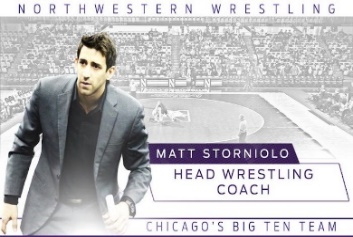 NORTHWESTERN WRESTLING
MATT STORNIOLO
HEAD WRESTLING
COACH
CHICAGO'S BIG TEN TEAM